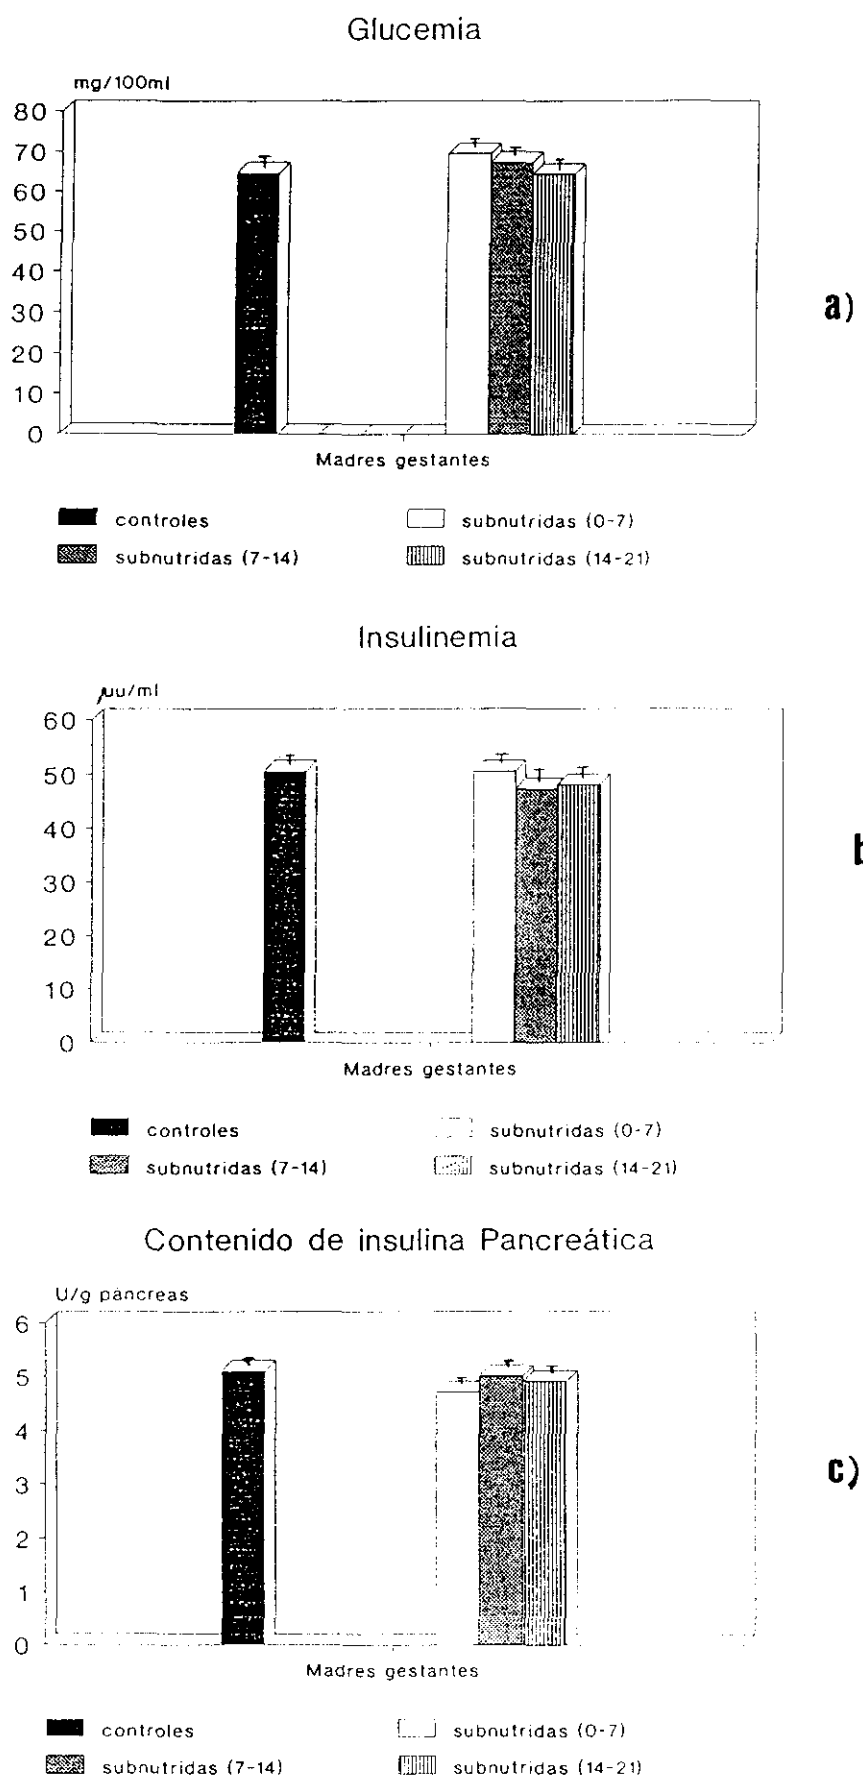 Glucemia
mg/100ml
80
70
60
50
40
30
20
10
0
a)
Madres gestantes
controles subnutridas (0-7)
subnutridas (7-14) subnutridas (14-21)
Insulinemia
µu/ml
60
50
40
30
20
10
0
b
Madres gestantes
controles subnutridas (0-7)
subnutridas (7-14) subnutridas (14-21)
Contenido de insulina Pancreática
U/g páncreas
6
5
4
3
2
1
0
c)
Madres gestantes
controles subnutridas (0-7)
subnutridas (7-14) subnutridas (14-21)